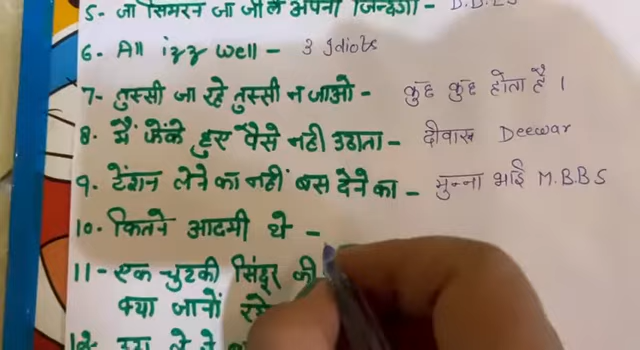 5- जा सिमरन जा जी ले अपनी जिन्दगी -
6- All izz well - 3 Idiots
7- तुस्सी जा रहे तुस्सी न जाओ - कुछ कुछ होता है।
8- मैं फेंके हुए पैसे नही उठाता - दीवार Deewar
9- टेंशन लेने का नहीं बस देने का - मुन्ना भाई M.B.B.S
10- कितने आदमी थे -
11- एक चुटकी सिंदूर की
क्या जानों
12-